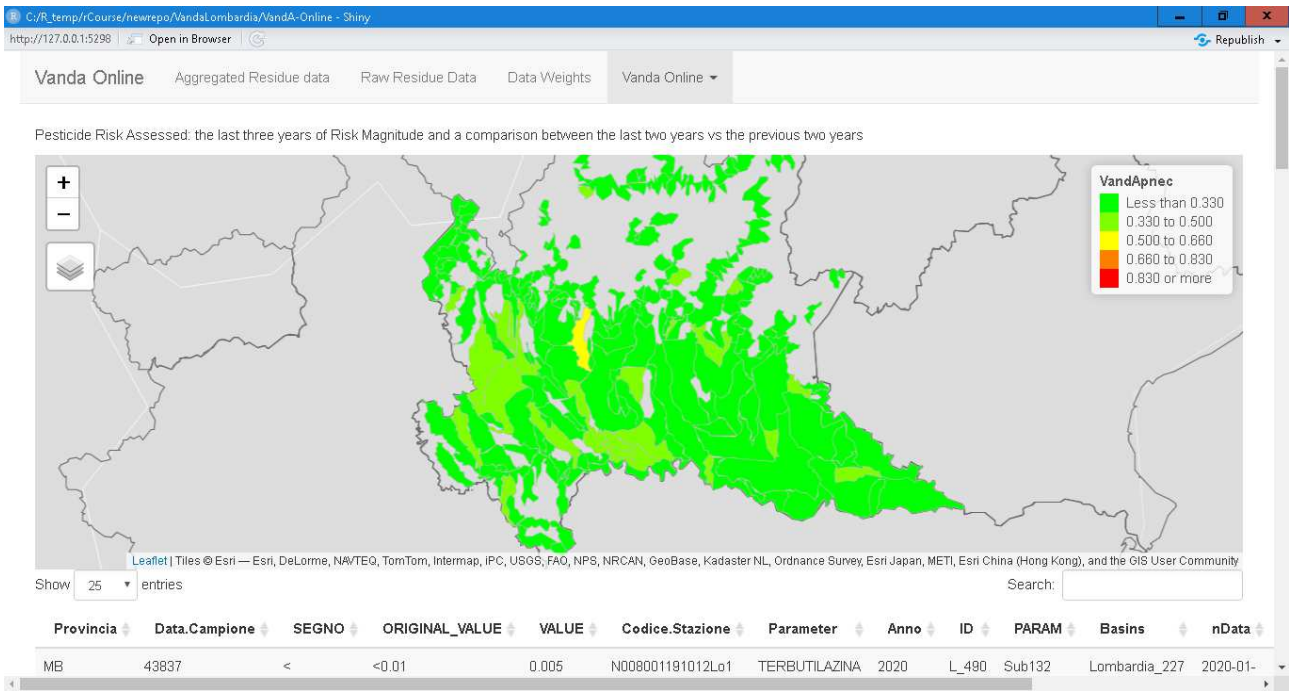 C:/R_temp/rCourse/newrepo/VandaLombardia/VandA-Online - Shiny
http://127.0.0.1:5298 Open in Browser Republish
Vanda Online Aggregated Residue data Raw Residue Data Data Weights Vanda Online
Pesticide Risk Assessed: the last three years of Risk Magnitude and a comparison between the last two years vs the previous two years
+
−
VandApnec
Less than 0.330
0.330 to 0.500
0.500 to 0.660
0.660 to 0.830
0.830 or more
Leaflet | Tiles © Esri — Esri, DeLorme, NAVTEQ, TomTom, Intermap, iPC, USGS, FAO, NPS, NRCAN, GeoBase, Kadaster NL, Ordnance Survey, Esri Japan, METI, Esri China (Hong Kong), and the GIS User Community
Show 25 entries Search:
Provincia Data.Campione SEGNO ORIGINAL_VALUE VALUE Codice.Stazione Parameter Anno ID PARAM Basins nData
MB 43837 < <0.01 0.005 N008001191012Lo1 TERBUTILAZINA 2020 L_490 Sub132 Lombardia_227 2020-01-